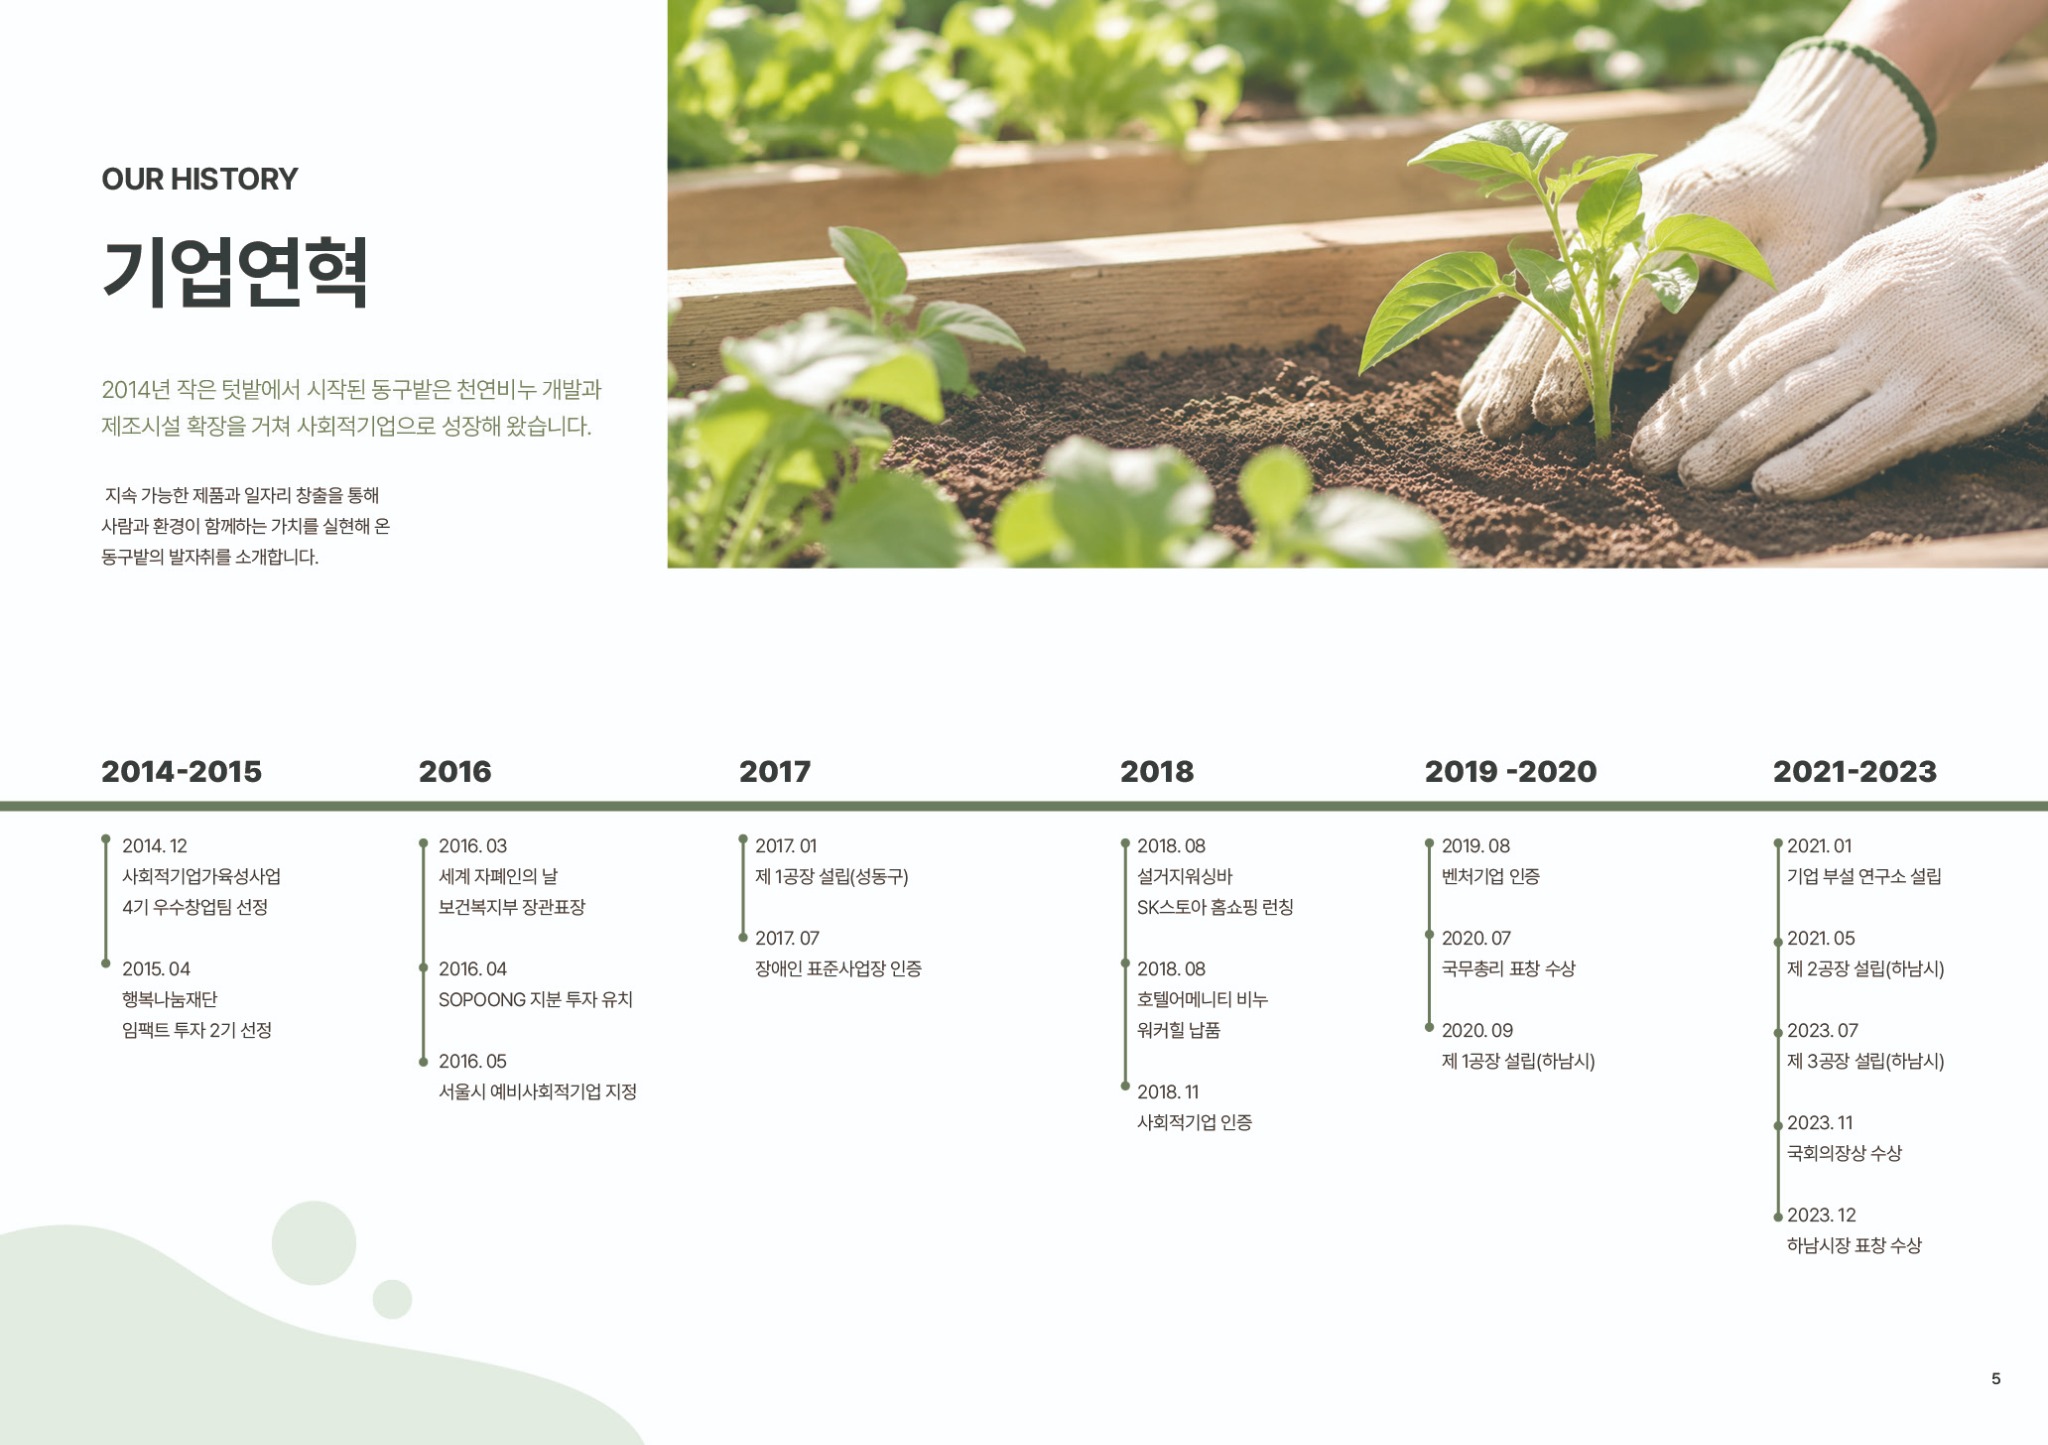 OUR HISTORY
기업연혁
2014년 작은 텃밭에서 시작된 동구밭은 천연비누 개발과
제조시설 확장을 거쳐 사회적기업으로 성장해 왔습니다.
지속 가능한 제품과 일자리 창출을 통해
사람과 환경이 함께하는 가치를 실현해 온
동구밭의 발자취를 소개합니다.
2014-2015
2014. 12
사회적기업가육성사업
4기 우수창업팀 선정
2015. 04
행복나눔재단
임팩트 투자 2기 선정
2016
2016. 03
세계 자폐인의 날
보건복지부 장관표장
2016. 04
SOPOONG 지분 투자 유치
2016. 05
서울시 예비사회적기업 지정
2017
2017. 01
제 1공장 설립(성동구)
2017. 07
장애인 표준사업장 인증
2018
2018. 08
설거지워싱바
SK스토아 홈쇼핑 런칭
2018. 08
호텔어메니티 비누
워커힐 납품
2018. 11
사회적기업 인증
2019 -2020
2019. 08
벤처기업 인증
2020. 07
국무총리 표창 수상
2020. 09
제 1공장 설립(하남시)
2021-2023
2021. 01
기업 부설 연구소 설립
2021. 05
제 2공장 설립(하남시)
2023. 07
제 3공장 설립(하남시)
2023. 11
국회의장상 수상
2023. 12
하남시장 표창 수상
5